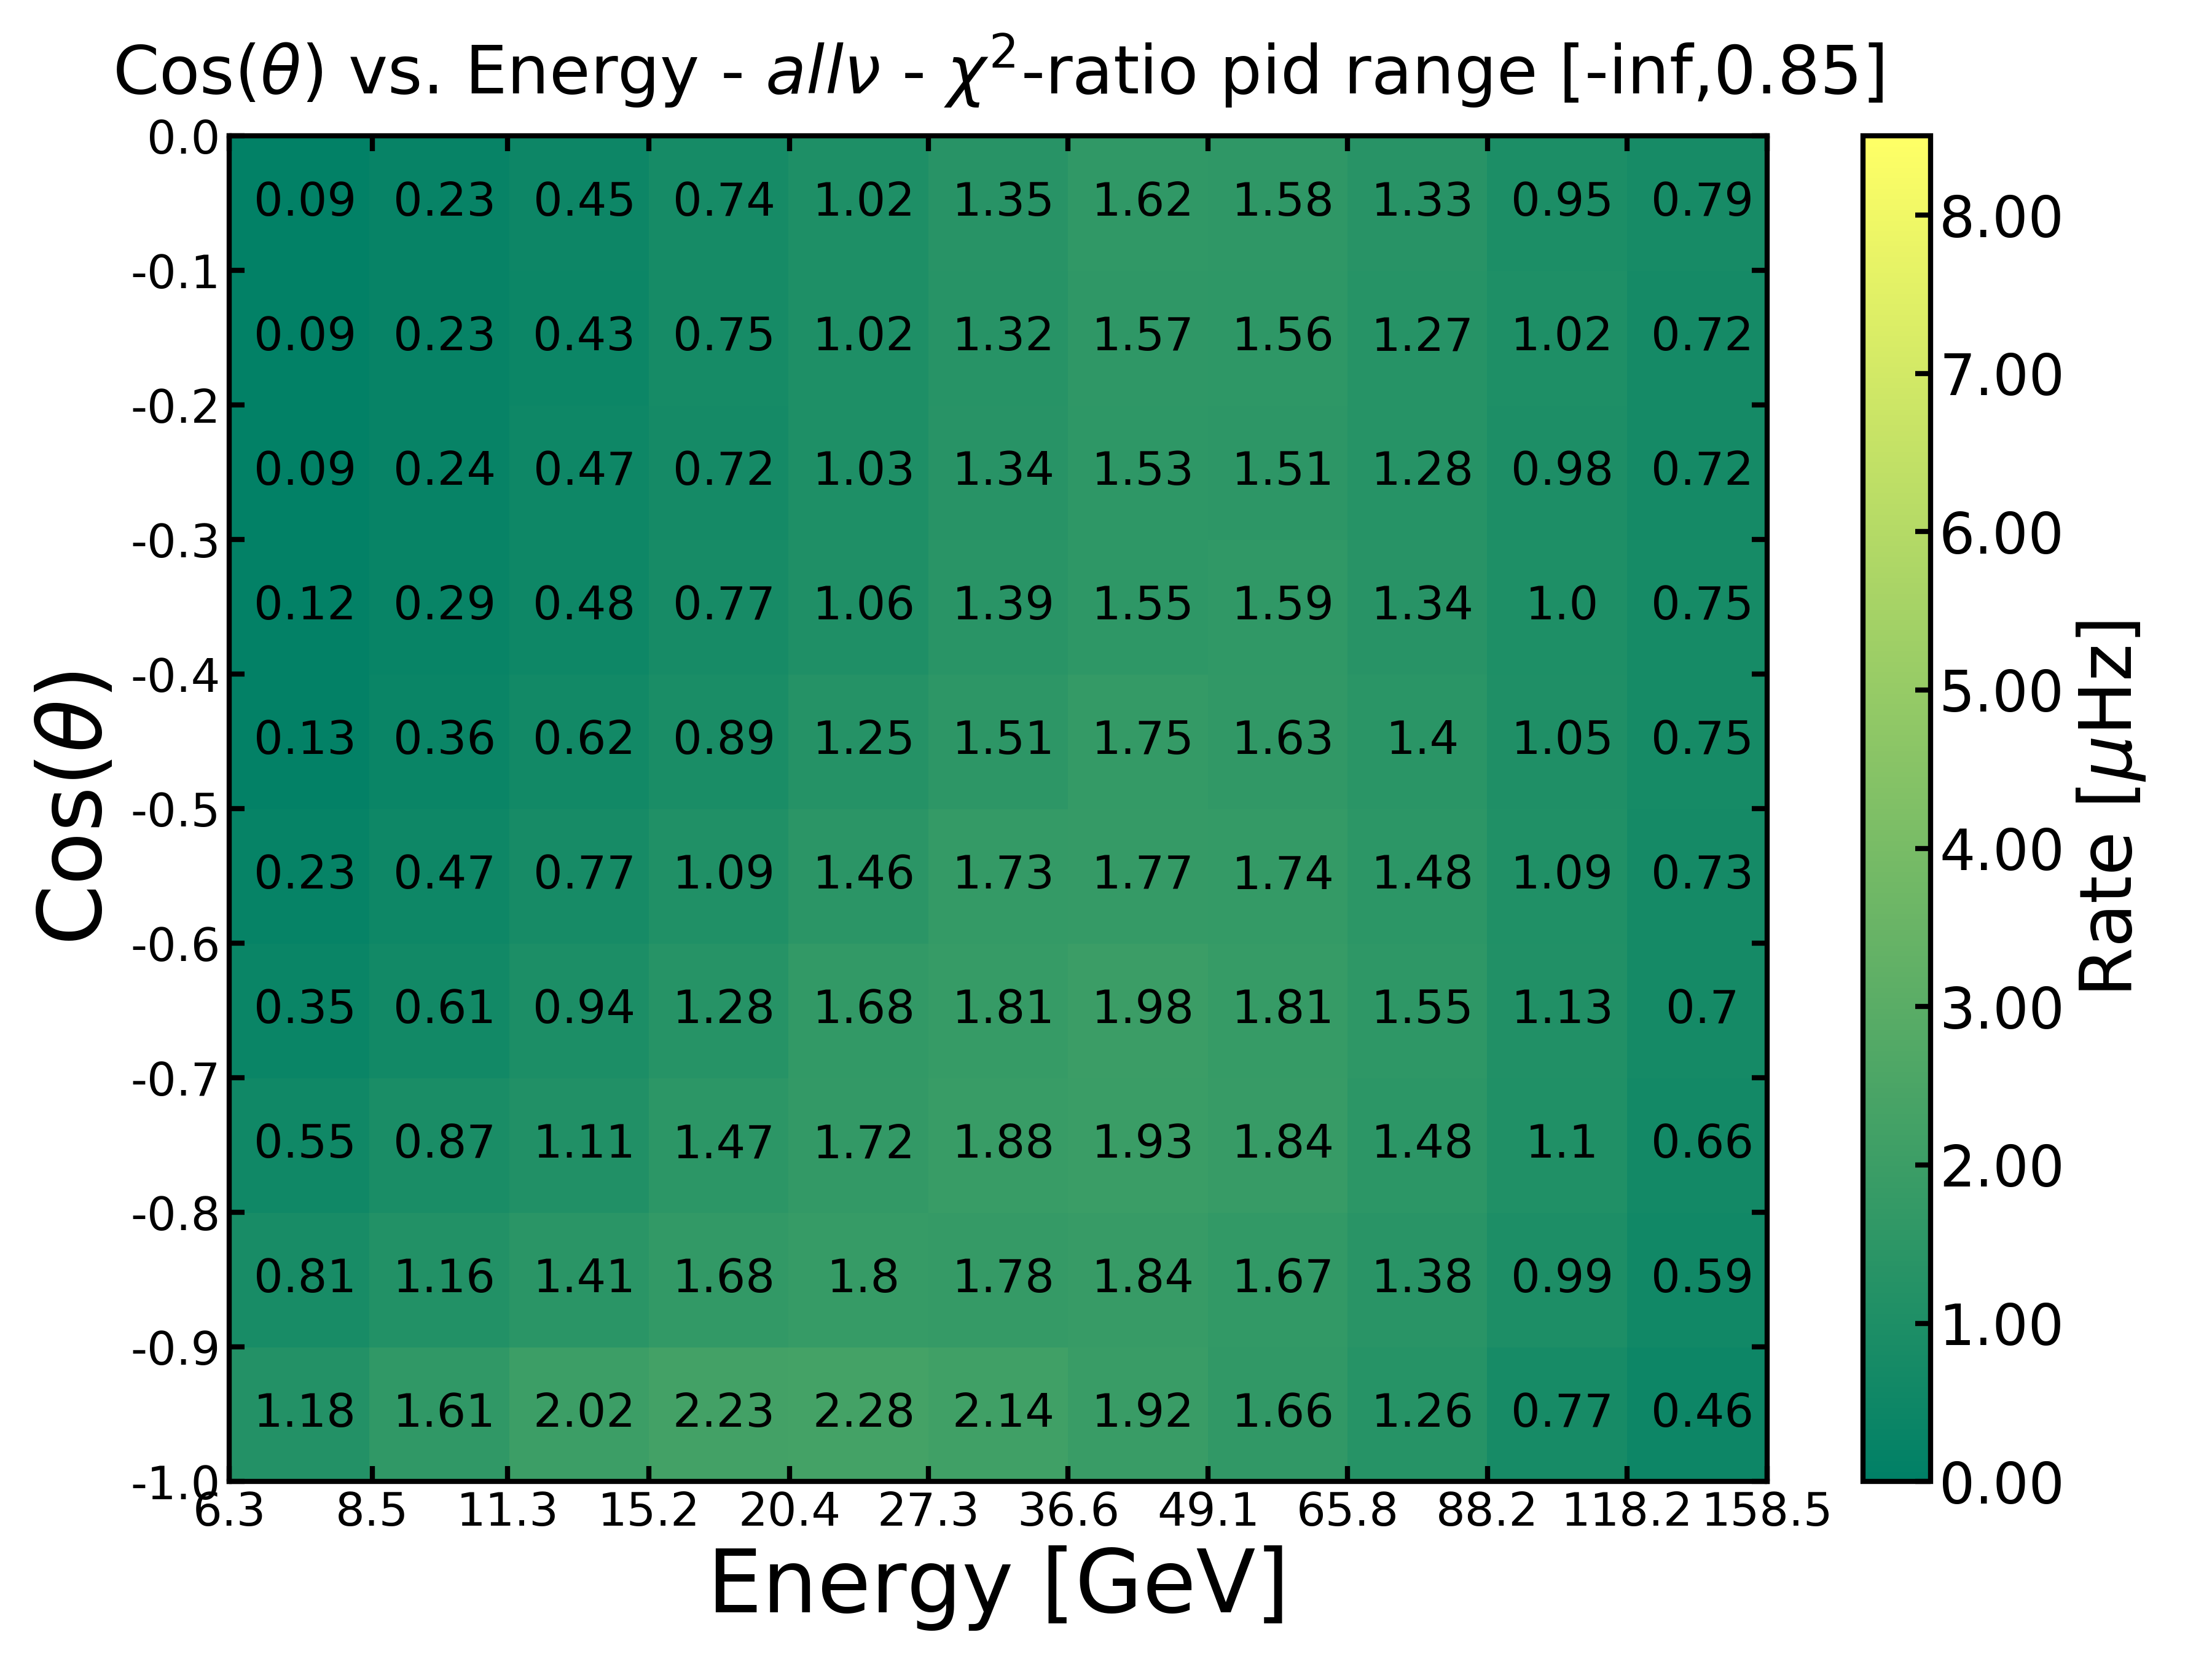 Cos(θ) vs. Energy - allν - χ²-ratio pid range [-inf,0.85]
0.0
0.09 0.23 0.45 0.74 1.02 1.35 1.62 1.58 1.33 0.95 0.79
-0.1
0.09 0.23 0.43 0.75 1.02 1.32 1.57 1.56 1.27 1.02 0.72
-0.2
0.09 0.24 0.47 0.72 1.03 1.34 1.53 1.51 1.28 0.98 0.72
-0.3
0.12 0.29 0.48 0.77 1.06 1.39 1.55 1.59 1.34 1.0 0.75
-0.4
0.13 0.36 0.62 0.89 1.25 1.51 1.75 1.63 1.4 1.05 0.75
-0.5
0.23 0.47 0.77 1.09 1.46 1.73 1.77 1.74 1.48 1.09 0.73
-0.6
0.35 0.61 0.94 1.28 1.68 1.81 1.98 1.81 1.55 1.13 0.7
-0.7
0.55 0.87 1.11 1.47 1.72 1.88 1.93 1.84 1.48 1.1 0.66
-0.8
0.81 1.16 1.41 1.68 1.8 1.78 1.84 1.67 1.38 0.99 0.59
-0.9
1.18 1.61 2.02 2.23 2.28 2.14 1.92 1.66 1.26 0.77 0.46
-1.0
Cos(θ)
6.3 8.5 11.3 15.2 20.4 27.3 36.6 49.1 65.8 88.2 118.2 158.5
Energy [GeV]
8.00
7.00
6.00
5.00
4.00
3.00
2.00
1.00
0.00
Rate [μHz]